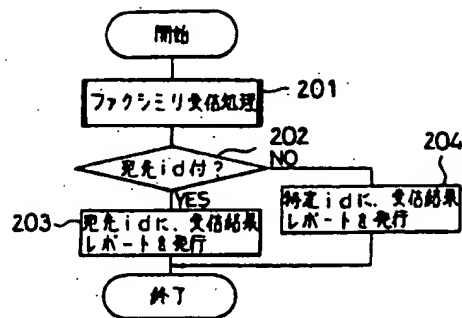 開始
ファクシミリ受信処理
201
202
宛先id付?
NO
204
YES
203
宛先idに、受信結果
レポートを発行
特定idに、受信結果
レポートを発行
終了